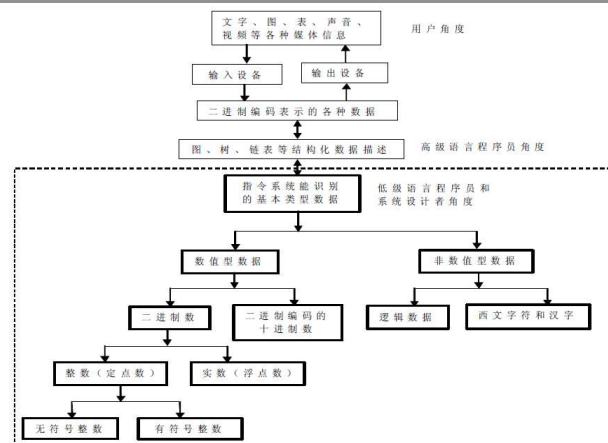 文字、图、表、声音、
视频等各种媒体信息
用户角度
输入设备
输出设备
二进制编码表示的各种数据
图、树、链表等结构化数据描述
高级语言程序员角度
指令系统能识别
的基本类型数据
低级语言程序员和
系统设计者角度
数值型数据
非数值型数据
二进制数
二进制编码的
十进制数
逻辑数据
西文字符和汉字
整数（定点数）
实数（浮点数）
无符号整数
有符号整数